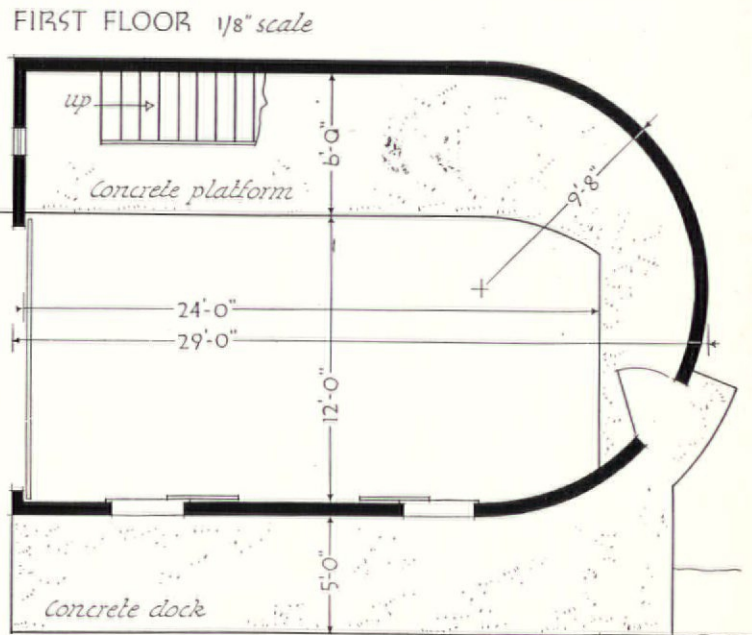 FIRST FLOOR 1/8" scale
up
6'-0"
Concrete platform
9'-8"
24'-0"
29'-0"
12'-0"
5'-0"
Concrete dock